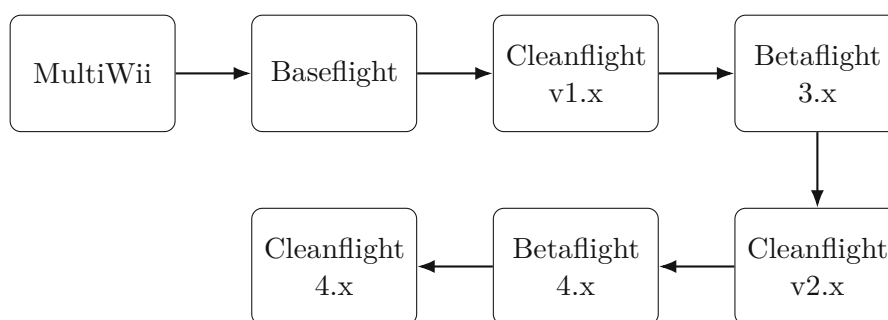 MultiWii
Baseflight
Cleanflight
v1.x
Betaflight
3.x
Cleanflight
v2.x
Betaflight
4.x
Cleanflight
4.x